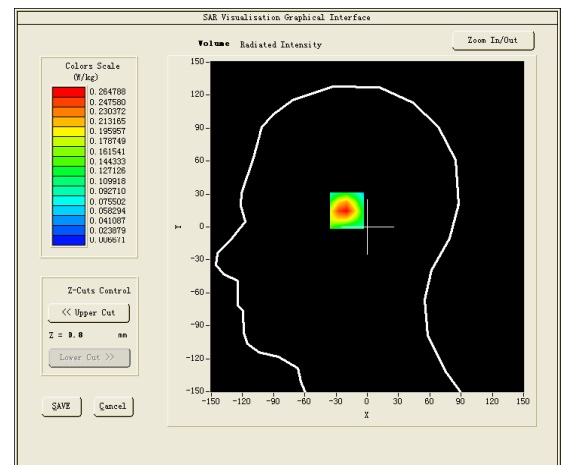 SAR Visualisation Graphical Interface
Volume Radiated Intensity
Zoom In/Out
Colors Scale
(W/kg)
0.264788
0.247580
0.230372
0.213165
0.195957
0.178749
0.161541
0.144333
0.127126
0.109918
0.092710
0.075502
0.058294
0.041087
0.023879
0.006671
Z-Cuts Control
<< Upper Cut
Z = 0.8 mm
Lower Cut >>
SAVE Cancel
150
120
90
60
30
0
-30
-60
-90
-120
-150
Y
-150 -120 -90 -60 -30 0 30 60 90 120 150
X